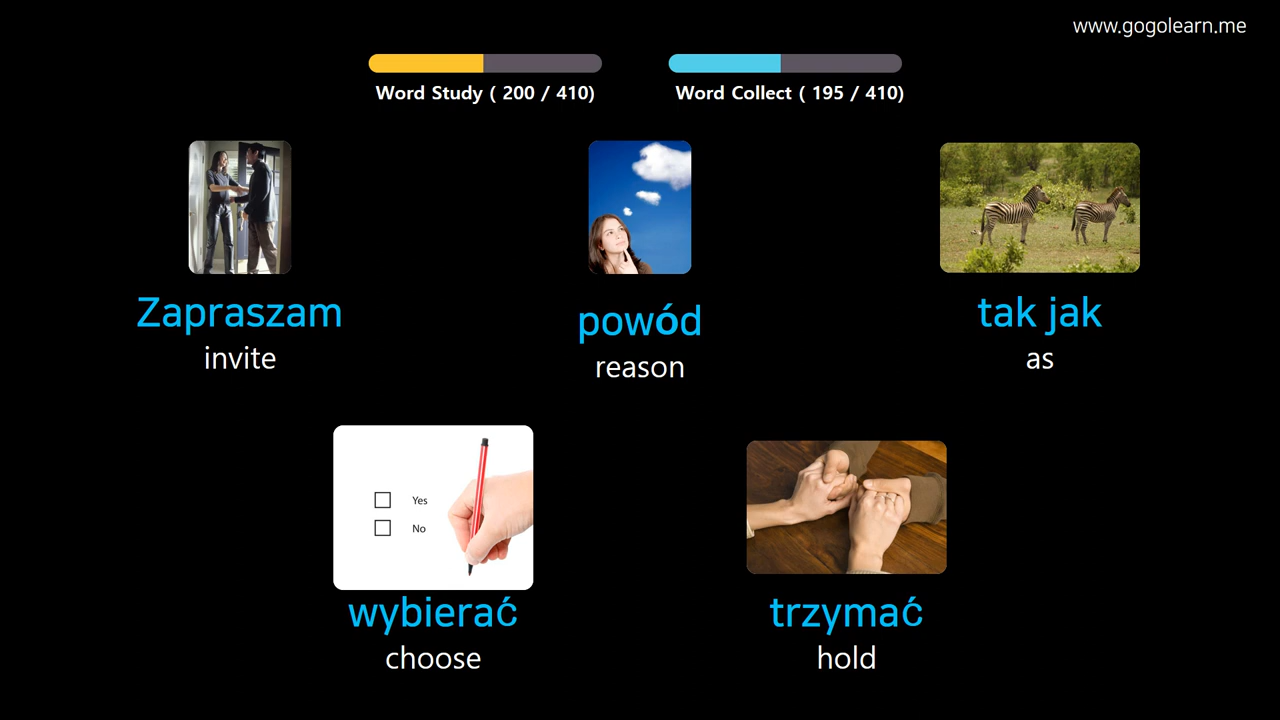 www.gogolearn.me
Word Study ( 200 / 410)
Word Collect ( 195 / 410)
Zapraszam
invite
powód
reason
tak jak
as
Yes
No
wybierać
choose
trzymać
hold